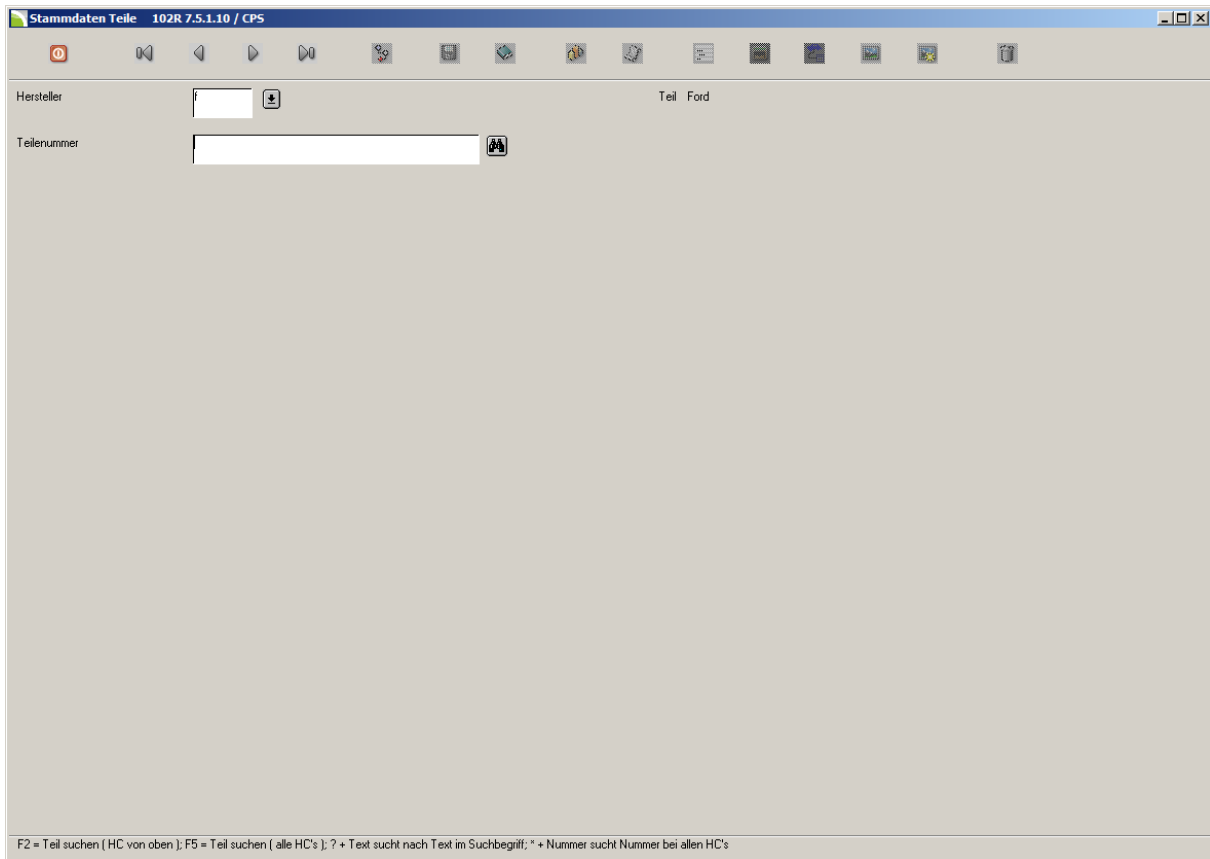 Stammdaten Teile 102R 7.5.1.10 / CPS
Hersteller f Teil Ford
Teilenummer
F2 = Teil suchen ( HC von oben ); F5 = Teil suchen ( alle HC's ); ? + Text sucht nach Text im Suchbegriff; * + Nummer sucht Nummer bei allen HC's